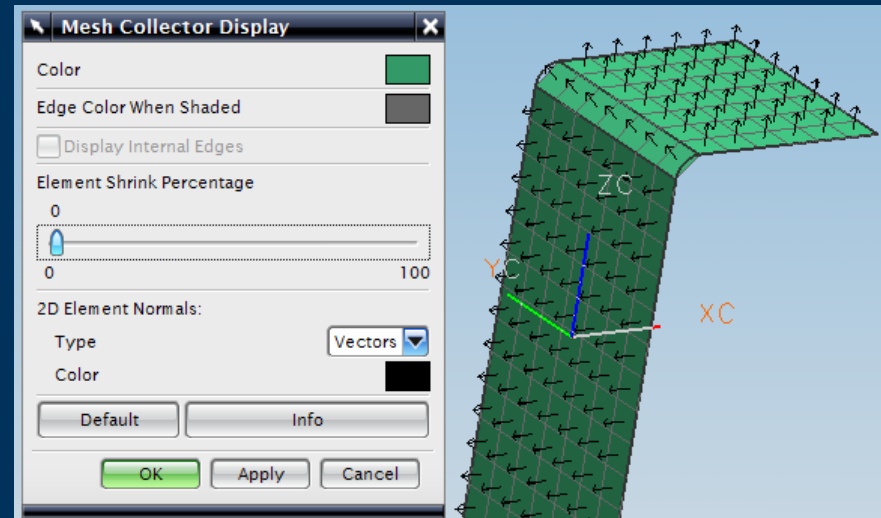 Mesh Collector Display
Color
Edge Color When Shaded
Display Internal Edges
Element Shrink Percentage
0
0 100
2D Element Normals:
Type Vectors
Color
Default Info
OK Apply Cancel
ZC
YC
XC